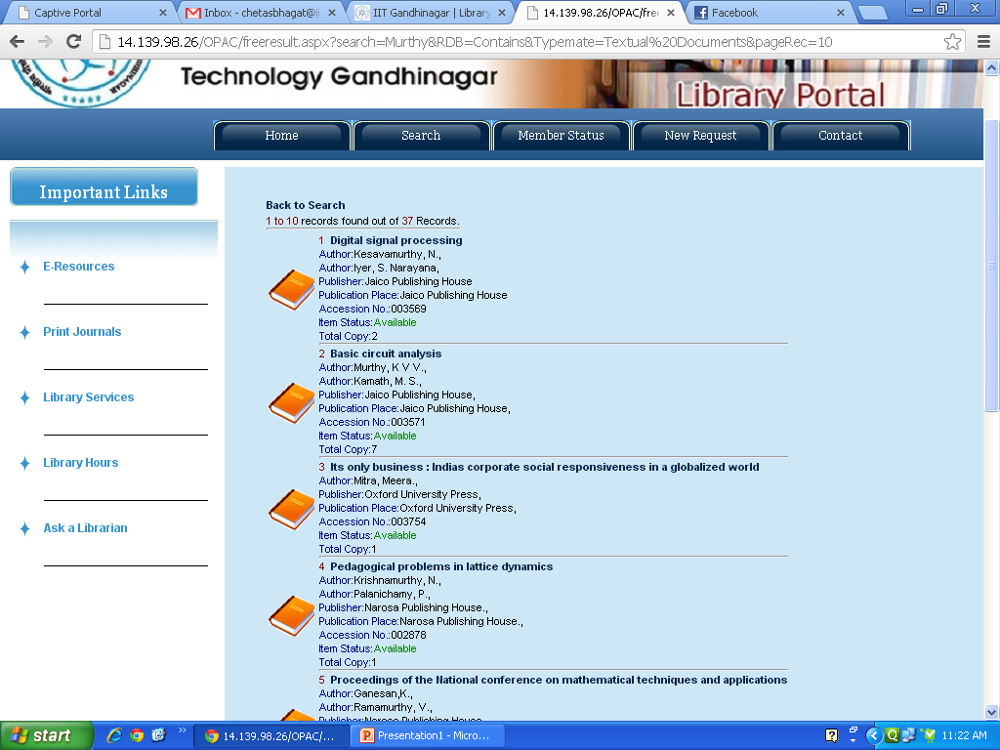 Captive Portal
Inbox - chetasbhagat@ii
IIT Gandhinagar | Library
14.139.98.26/OPAC/free
Facebook
14.139.98.26/OPAC/freeresult.aspx?search=Murthy&RDB=Contains&Typemate=Textual%20Documents&pageRec=10
Technology Gandhinagar
Library Portal
Home
Search
Member Status
New Request
Contact
Important Links
E-Resources
Print Journals
Library Services
Library Hours
Ask a Librarian
Back to Search
1 to 10 records found out of 37 Records.
1 Digital signal processing
Author:Kesavamurthy, N.,
Author:Iyer, S. Narayana,
Publisher:Jaico Publishing House
Publication Place:Jaico Publishing House
Accession No.:003569
Item Status:Available
Total Copy:2
2 Basic circuit analysis
Author:Murthy, K V V.,
Author:Kamath, M. S.,
Publisher:Jaico Publishing House,
Publication Place:Jaico Publishing House,
Accession No.:003571
Item Status:Available
Total Copy:7
3 Its only business : Indias corporate social responsiveness in a globalized world
Author:Mitra, Meera.,
Publisher:Oxford University Press,
Publication Place:Oxford University Press,
Accession No.:003754
Item Status:Available
Total Copy:1
4 Pedagogical problems in lattice dynamics
Author:Krishnamurthy, N.,
Author:Palanichamy, P.,
Publisher:Narosa Publishing House.,
Publication Place:Narosa Publishing House.,
Accession No.:002878
Item Status:Available
Total Copy:1
5 Proceedings of the National conference on mathematical techniques and applications
Author:Ganesan,K.,
Author:Ramamurthy, V.,
Publisher:Narosa Publishing House
start
14.139.98.26/OPAC/...
Presentation1 - Micro...
11:22 AM